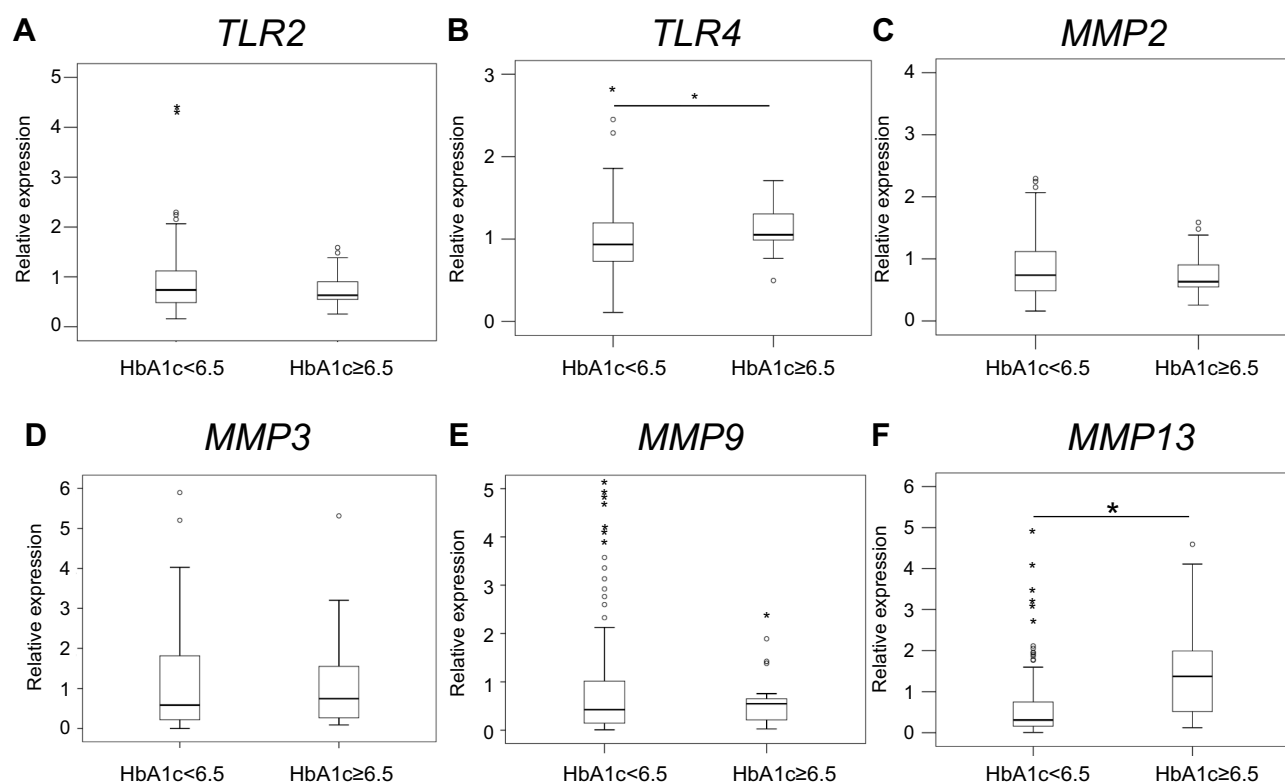 A TLR2
Relative expression
5
4
3
2
1
0
*
*
HbA1c<6.5 HbA1c≥6.5
B TLR4
Relative expression
3
2
1
0
* *
HbA1c<6.5 HbA1c≥6.5
C MMP2
Relative expression
4
3
2
1
0
HbA1c<6.5 HbA1c≥6.5
D MMP3
Relative expression
6
5
4
3
2
1
0
HbA1c<6.5 HbA1c≥6.5
E MMP9
Relative expression
5
4
3
2
1
0
HbA1c<6.5 HbA1c≥6.5
F MMP13
Relative expression
6
5
4
3
2
1
0
*
HbA1c<6.5 HbA1c≥6.5